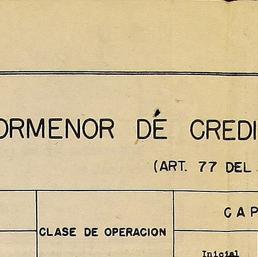 ORMENOR DÉ CREDI
(ART. 77 DEL
CAP
CLASE DE OPERACION
Inicial